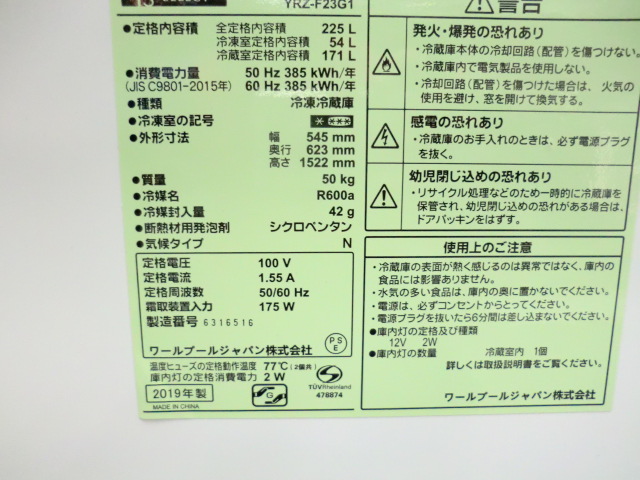 YRZ-F23G1
●定格内容積 全定格内容積 225 L
冷凍室定格内容積 54 L
冷蔵室定格内容積 171 L
●消費電力量 50 Hz 385 kWh/年
(JIS C9801-2015年) 60 Hz 385 kWh/年
●種類 冷凍冷蔵庫
●冷凍室の記号
●外形寸法 幅 545 mm
奥行 623 mm
高さ 1522 mm
●質量 50 kg
●冷媒名 R600a
●冷媒封入量 42 g
●断熱材用発泡剤 シクロペンタン
●気候タイプ N
定格電圧 100 V
定格電流 1.55 A
定格周波数 50/60 Hz
霜取装置入力 175 W
製造番号 6316516
ワールプールジャパン株式会社
PSE
温度ヒューズの定格動作温度 77℃ (2個共)
庫内灯の定格消費電力 2 W
2019年製
MADE IN CHINA
G
TÜVRheinland
476874
警告
発火・爆発の恐れあり
・冷蔵庫本体の冷却回路(配管)を傷つけない。
・冷蔵庫内で電気製品を使用しない。
・冷却回路(配管)を傷つけた場合は、火気の
使用を避け、窓を開けて換気する。
感電の恐れあり
・冷蔵庫のお手入れのときは、必ず電源プラグ
を抜く。
幼児閉じ込めの恐れあり
・リサイクル処理などのため一時的に冷蔵庫を
保管され、幼児閉じ込めの恐れがある場合は、
ドアパッキンをはずす。
使用上のご注意
・冷蔵庫の表面が熱く感じるのは異常ではなく、庫内の
食品には影響ありません。
・水気の多い食品は、庫内の奥に置かないでください。
・電源は、必ずコンセントからとってください。
・電源プラグを抜いたら6分間は差し込まないでください。
●庫内灯の定格及び種類
12V 2W
●庫内灯の数量 冷蔵室内 1個
詳しくは取扱説明書をご覧ください。
ワールプールジャパン株式会社